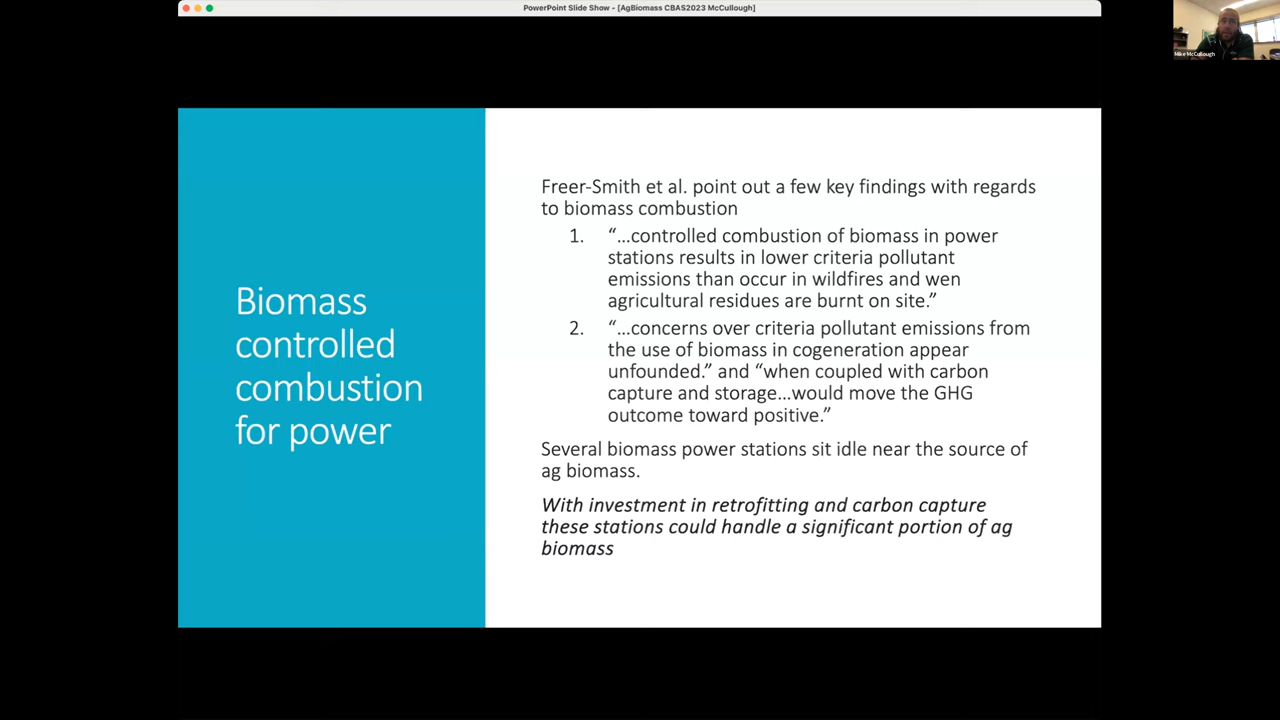 PowerPoint Slide Show - [AgBiomass CBAS2023 McCullough]
Mike McCullough
Biomass
controlled
combustion
for power
Freer-Smith et al. point out a few key findings with regards
to biomass combustion
1. “…controlled combustion of biomass in power
stations results in lower criteria pollutant
emissions than occur in wildfires and wen
agricultural residues are burnt on site.”
2. “…concerns over criteria pollutant emissions from
the use of biomass in cogeneration appear
unfounded.” and “when coupled with carbon
capture and storage…would move the GHG
outcome toward positive.”
Several biomass power stations sit idle near the source of
ag biomass.
With investment in retrofitting and carbon capture
these stations could handle a significant portion of ag
biomass